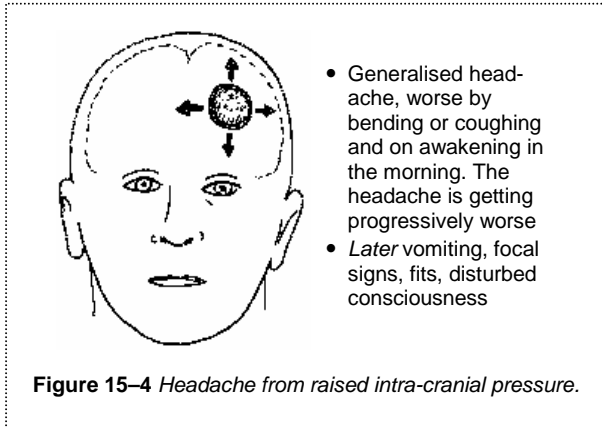 • Generalised head-
ache, worse by
bending or coughing
and on awakening in
the morning. The
headache is getting
progressively worse
• Later vomiting, focal
signs, fits, disturbed
consciousness
Figure 15–4 Headache from raised intra-cranial pressure.